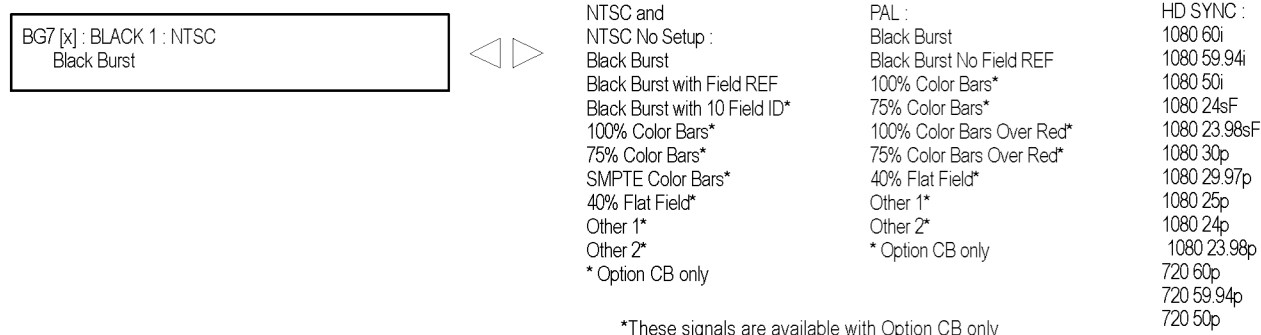 BG7 [x] : BLACK 1 : NTSC
Black Burst
NTSC and
NTSC No Setup :
Black Burst
Black Burst with Field REF
Black Burst with 10 Field ID*
100% Color Bars*
75% Color Bars*
SMPTE Color Bars*
40% Flat Field*
Other 1*
Other 2*
* Option CB only
PAL :
Black Burst
Black Burst No Field REF
100% Color Bars*
75% Color Bars*
100% Color Bars Over Red*
75% Color Bars Over Red*
40% Flat Field*
Other 1*
Other 2*
* Option CB only
HD SYNC :
1080 60i
1080 59.94i
1080 50i
1080 24sF
1080 23.98sF
1080 30p
1080 29.97p
1080 25p
1080 24p
1080 23.98p
720 60p
720 59.94p
720 50p
*These signals are available with Option CB only